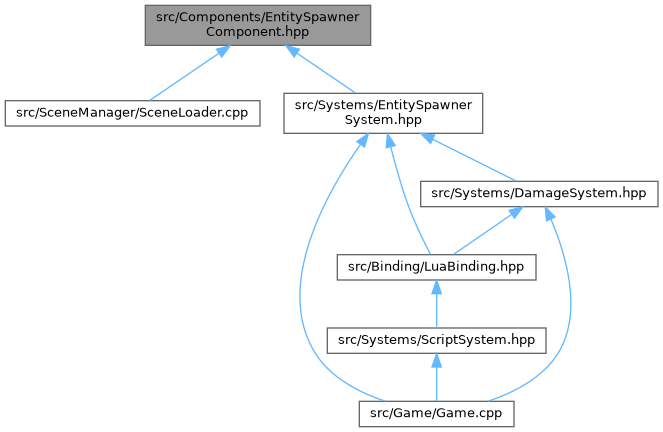 src/Components/EntitySpawner
Component.hpp
src/SceneManager/SceneLoader.cpp
src/Systems/EntitySpawner
System.hpp
src/Systems/DamageSystem.hpp
src/Binding/LuaBinding.hpp
src/Systems/ScriptSystem.hpp
src/Game/Game.cpp